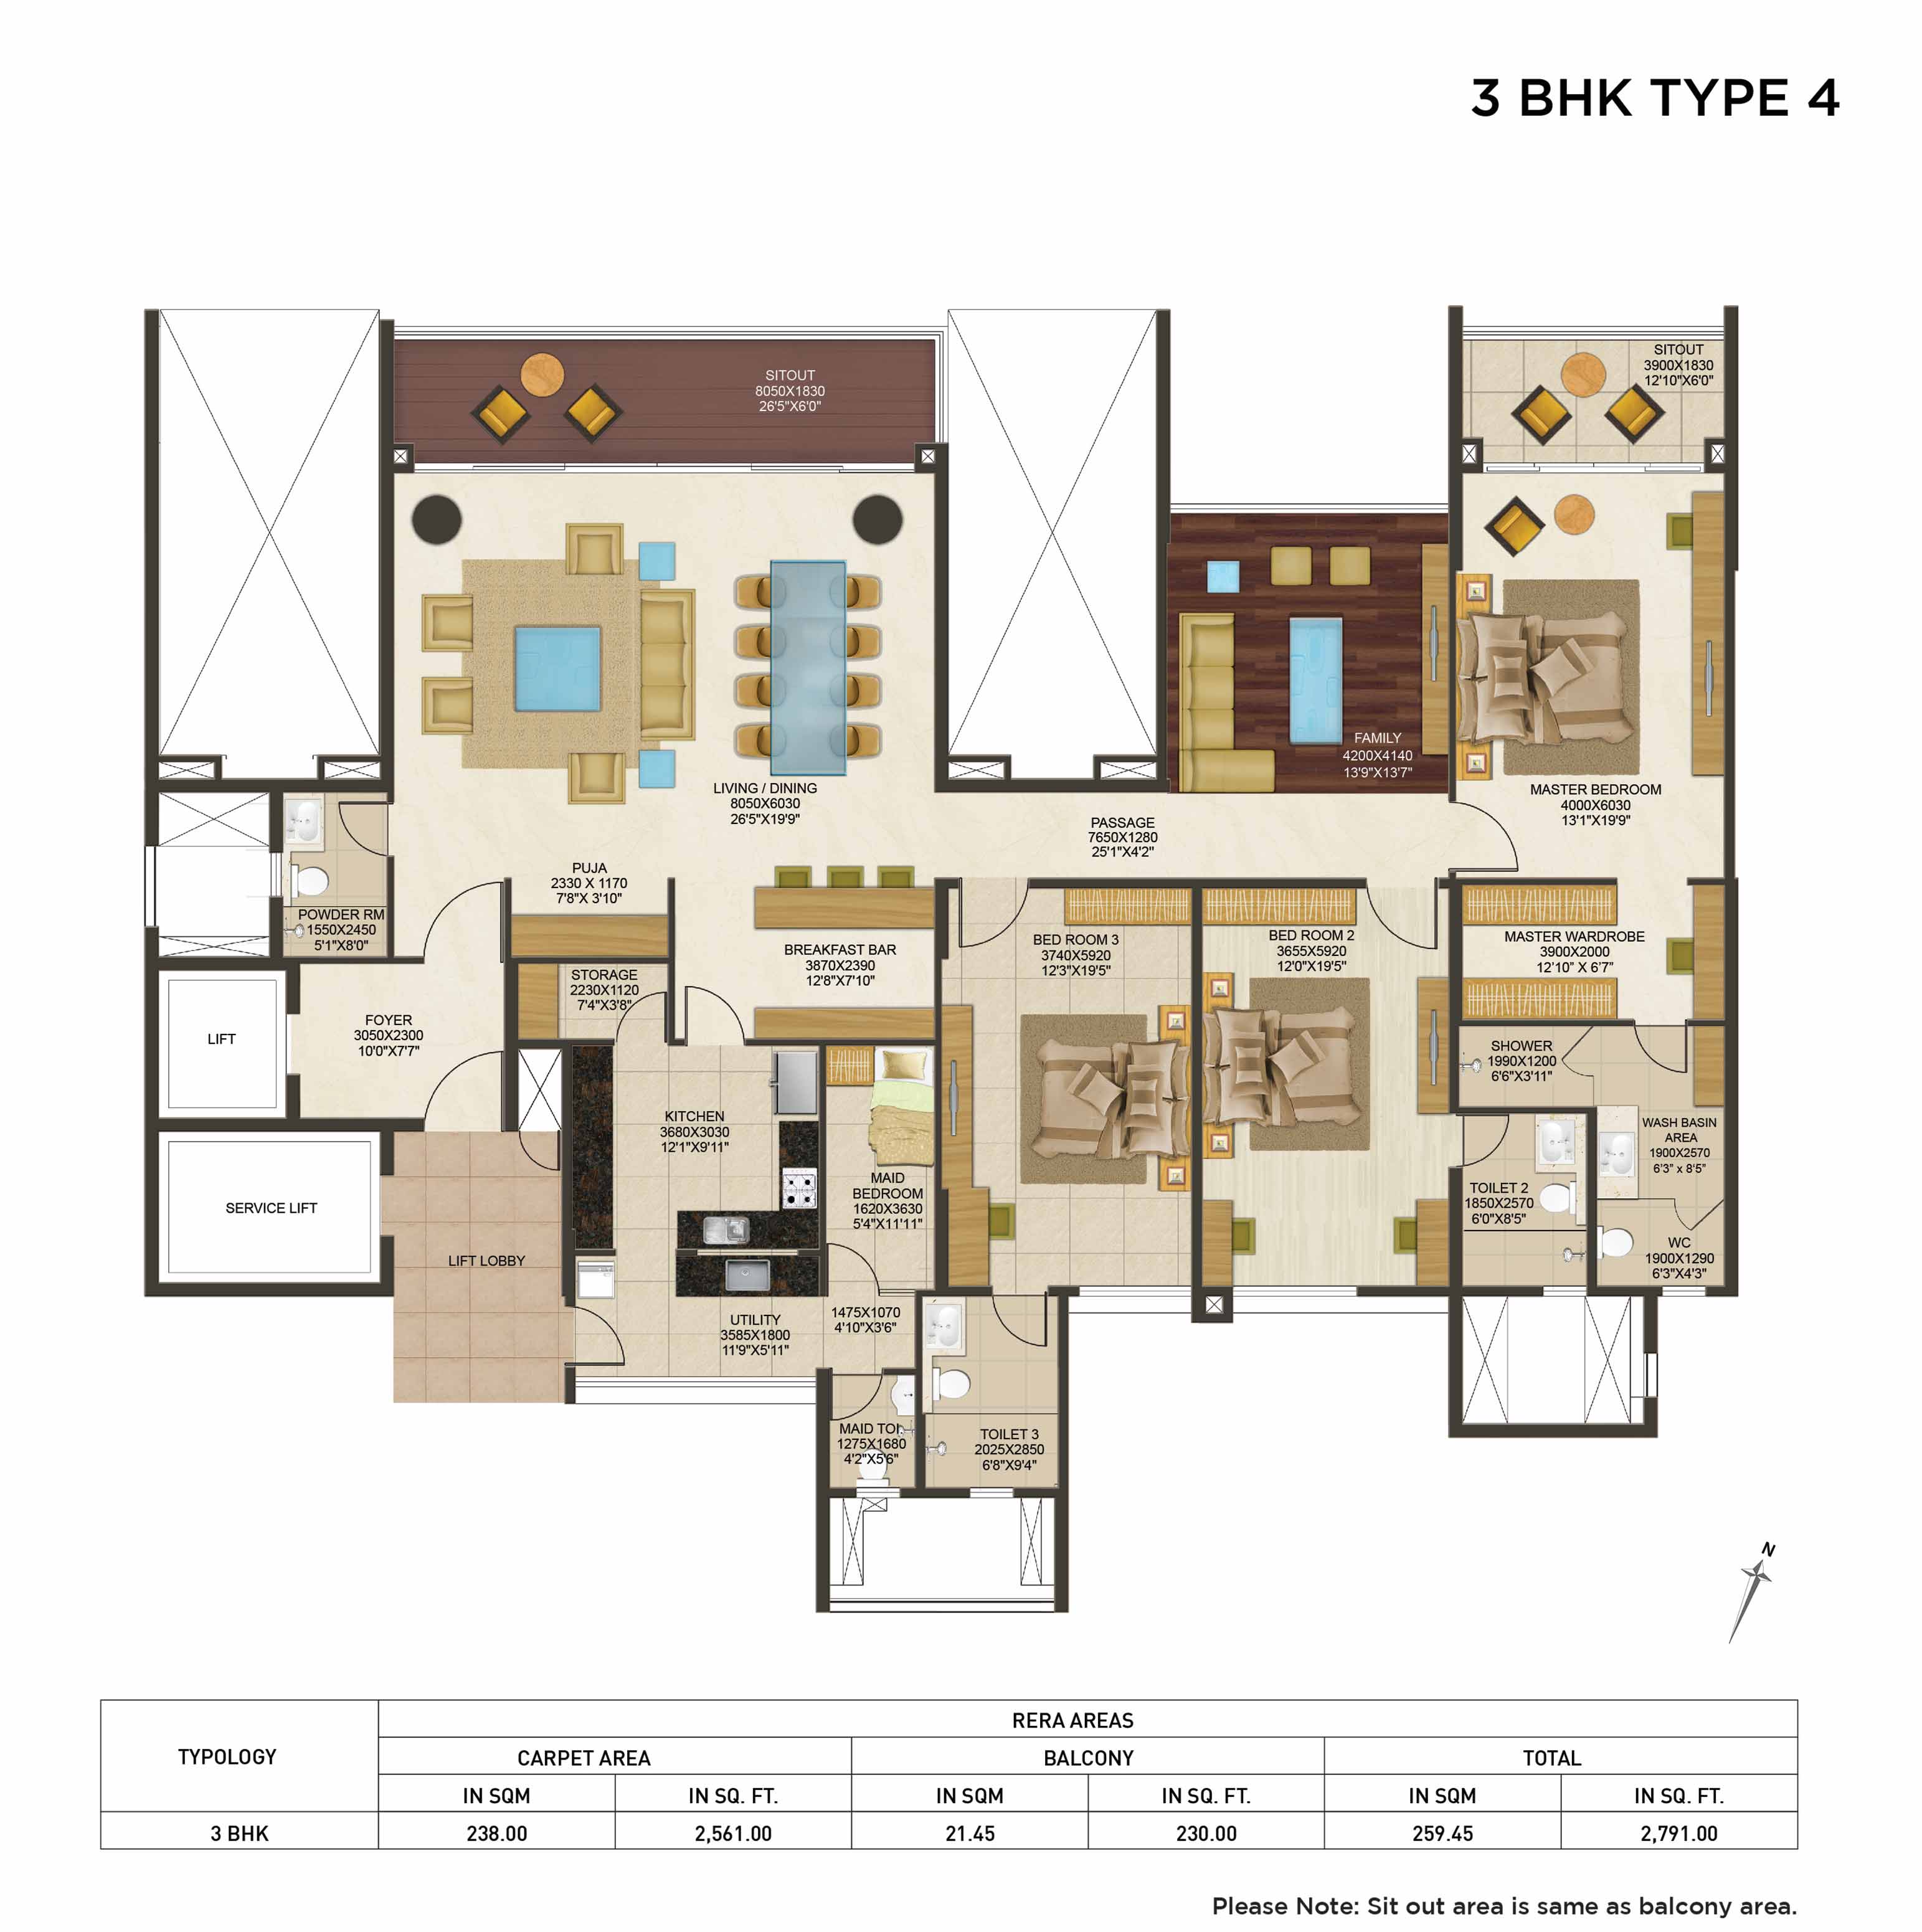 3 BHK TYPE 4
SITOUT
8050X1830
26'5"X6'0"
SITOUT
3900X1830
12'10"X6'0"
FAMILY
4200X4140
13'9"X13'7"
LIVING / DINING
8050X6030
26'5"X19'9"
MASTER BEDROOM
4000X6030
13'1"X19'9"
PASSAGE
7650X1280
25'1"X4'2"
PUJA
2330 X 1170
7'8"X 3'10"
POWDER RM
1550X2450
5'1"X8'0"
BREAKFAST BAR
3870X2390
12'8"X7'10"
BED ROOM 3
3740X5920
12'3"X19'5"
BED ROOM 2
3655X5920
12'0"X19'5"
MASTER WARDROBE
3900X2000
12'10" X 6'7"
STORAGE
2230X1120
7'4"X3'8"
LIFT
FOYER
3050X2300
10'0"X7'7"
SHOWER
1990X1200
6'6"X3'11"
KITCHEN
3680X3030
12'1"X9'11"
WASH BASIN
AREA
1900X2570
6'3" x 8'5"
MAID
BEDROOM
1620X3630
5'4"X11'11"
TOILET 2
1850X2570
6'0"X8'5"
SERVICE LIFT
LIFT LOBBY
WC
1900X1290
6'3"X4'3"
UTILITY
3585X1800
11'9"X5'11"
1475X1070
4'10"X3'6"
MAID TOI.
1275X1680
4'2"X5'6"
TOILET 3
2025X2850
6'8"X9'4"
N
TYPOLOGY
RERA AREAS
CARPET AREA BALCONY TOTAL
IN SQM IN SQ. FT. IN SQM IN SQ. FT. IN SQM IN SQ. FT.
3 BHK 238.00 2,561.00 21.45 230.00 259.45 2,791.00
Please Note: Sit out area is same as balcony area.